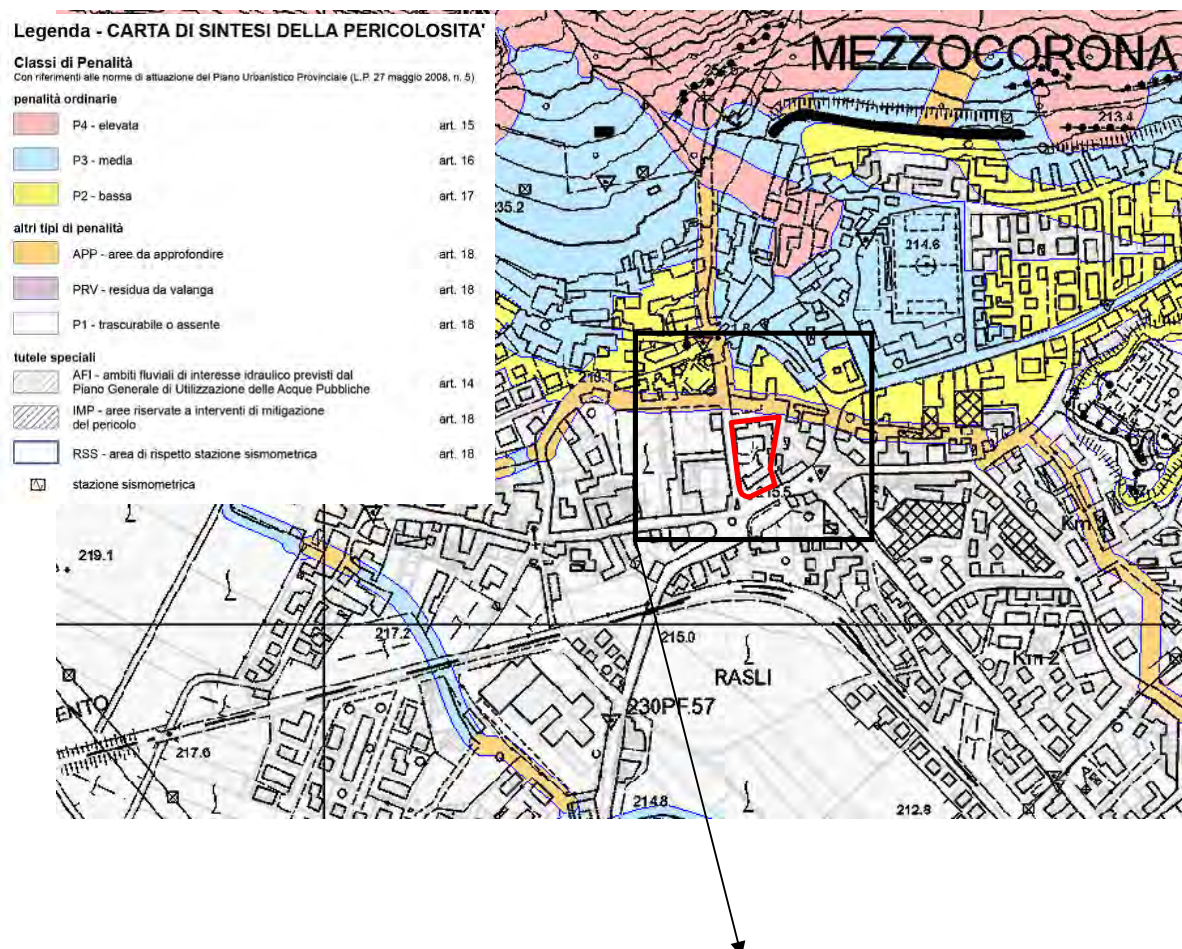 Legenda - CARTA DI SINTESI DELLA PERICOLOSITA'
Classi di Penalità
Con riferimenti alle norme di attuazione del Piano Urbanistico Provinciale (L.P. 27 maggio 2008, n. 5)
penalità ordinarie
P4 - elevata art. 15
P3 - media art. 16
P2 - bassa art. 17
altri tipi di penalità
APP - aree da approfondire art. 18
PRV - residua da valanga art. 18
P1 - trascurabile o assente art. 18
tutele speciali
AFI - ambiti fluviali di interesse idraulico previsti dal
Piano Generale di Utilizzazione delle Acque Pubbliche art. 14
IMP - aree riservate a interventi di mitigazione
del pericolo art. 18
RSS - area di rispetto stazione sismometrica art. 18
stazione sismometrica
MEZZOCORONA
213.4
235.2
214.6
215.5
219.1
217.2
215.0
Km 2
RASLI
230PF.57
ENTO
217.6
214.8
212.8